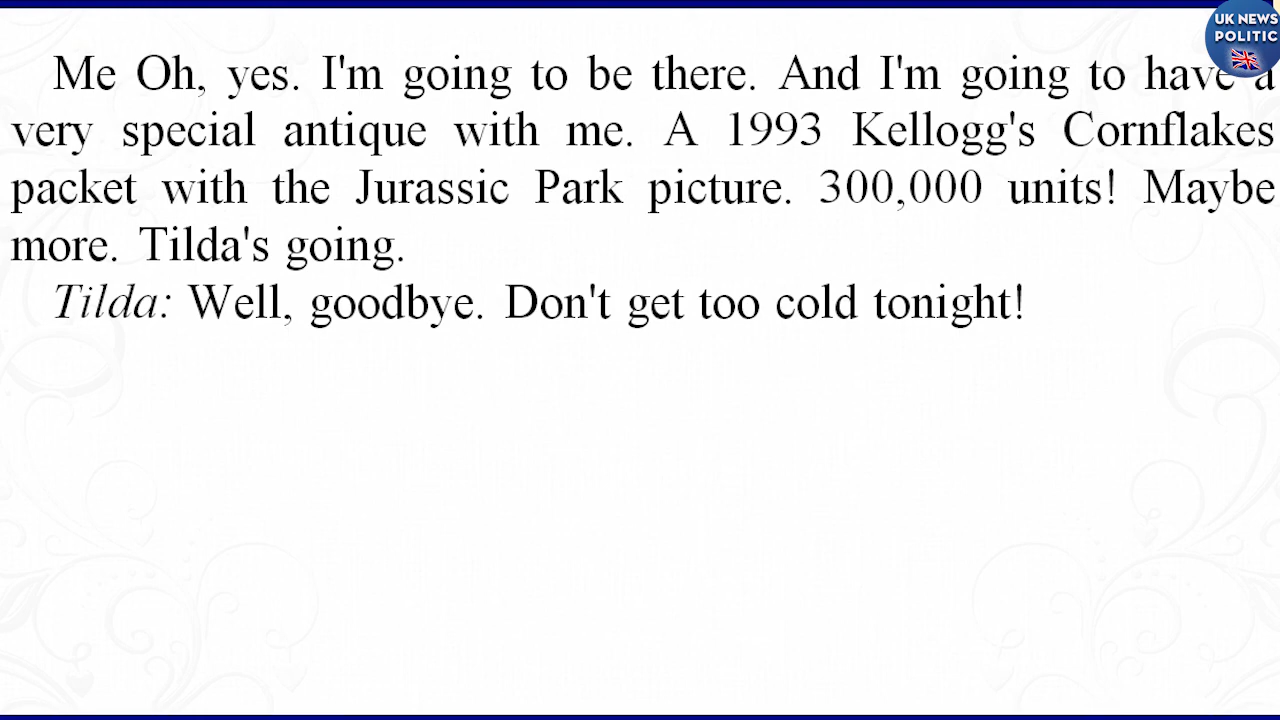 UK NEWS
POLITIC
Me Oh, yes. I'm going to be there. And I'm going to have a
very special antique with me. A 1993 Kellogg's Cornflakes
packet with the Jurassic Park picture. 300,000 units! Maybe
more. Tilda's going.
Tilda: Well, goodbye. Don't get too cold tonight!